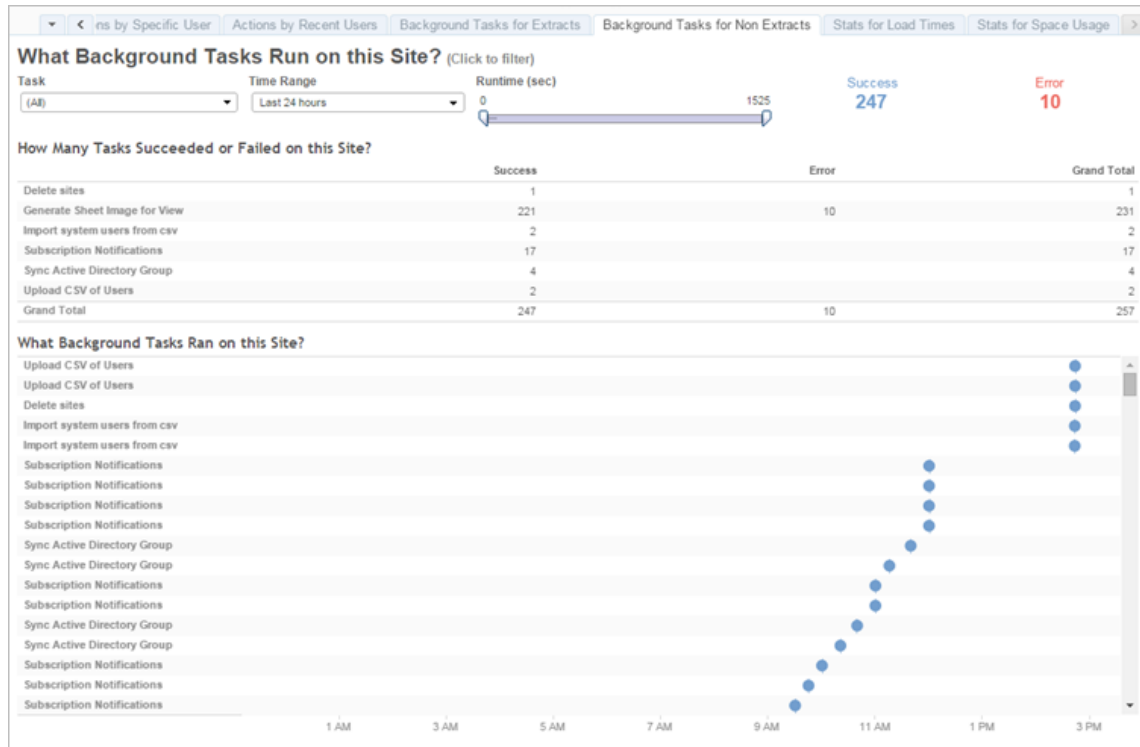 ns by Specific User Actions by Recent Users Background Tasks for Extracts Background Tasks for Non Extracts Stats for Load Times Stats for Space Usage
What Background Tasks Run on this Site? (Click to filter)
Task Time Range Runtime (sec) Success Error
(All) Last 24 hours 0 1525 247 10
How Many Tasks Succeeded or Failed on this Site?
Success Error Grand Total
Delete sites 1 1
Generate Sheet Image for View 221 10 231
Import system users from csv 2 2
Subscription Notifications 17 17
Sync Active Directory Group 4 4
Upload CSV of Users 2 2
Grand Total 247 10 257
What Background Tasks Ran on this Site?
Upload CSV of Users
Upload CSV of Users
Delete sites
Import system users from csv
Import system users from csv
Subscription Notifications
Subscription Notifications
Subscription Notifications
Subscription Notifications
Sync Active Directory Group
Sync Active Directory Group
Subscription Notifications
Subscription Notifications
Sync Active Directory Group
Sync Active Directory Group
Subscription Notifications
Subscription Notifications
Subscription Notifications
1 AM 3 AM 5 AM 7 AM 9 AM 11 AM 1 PM 3 PM